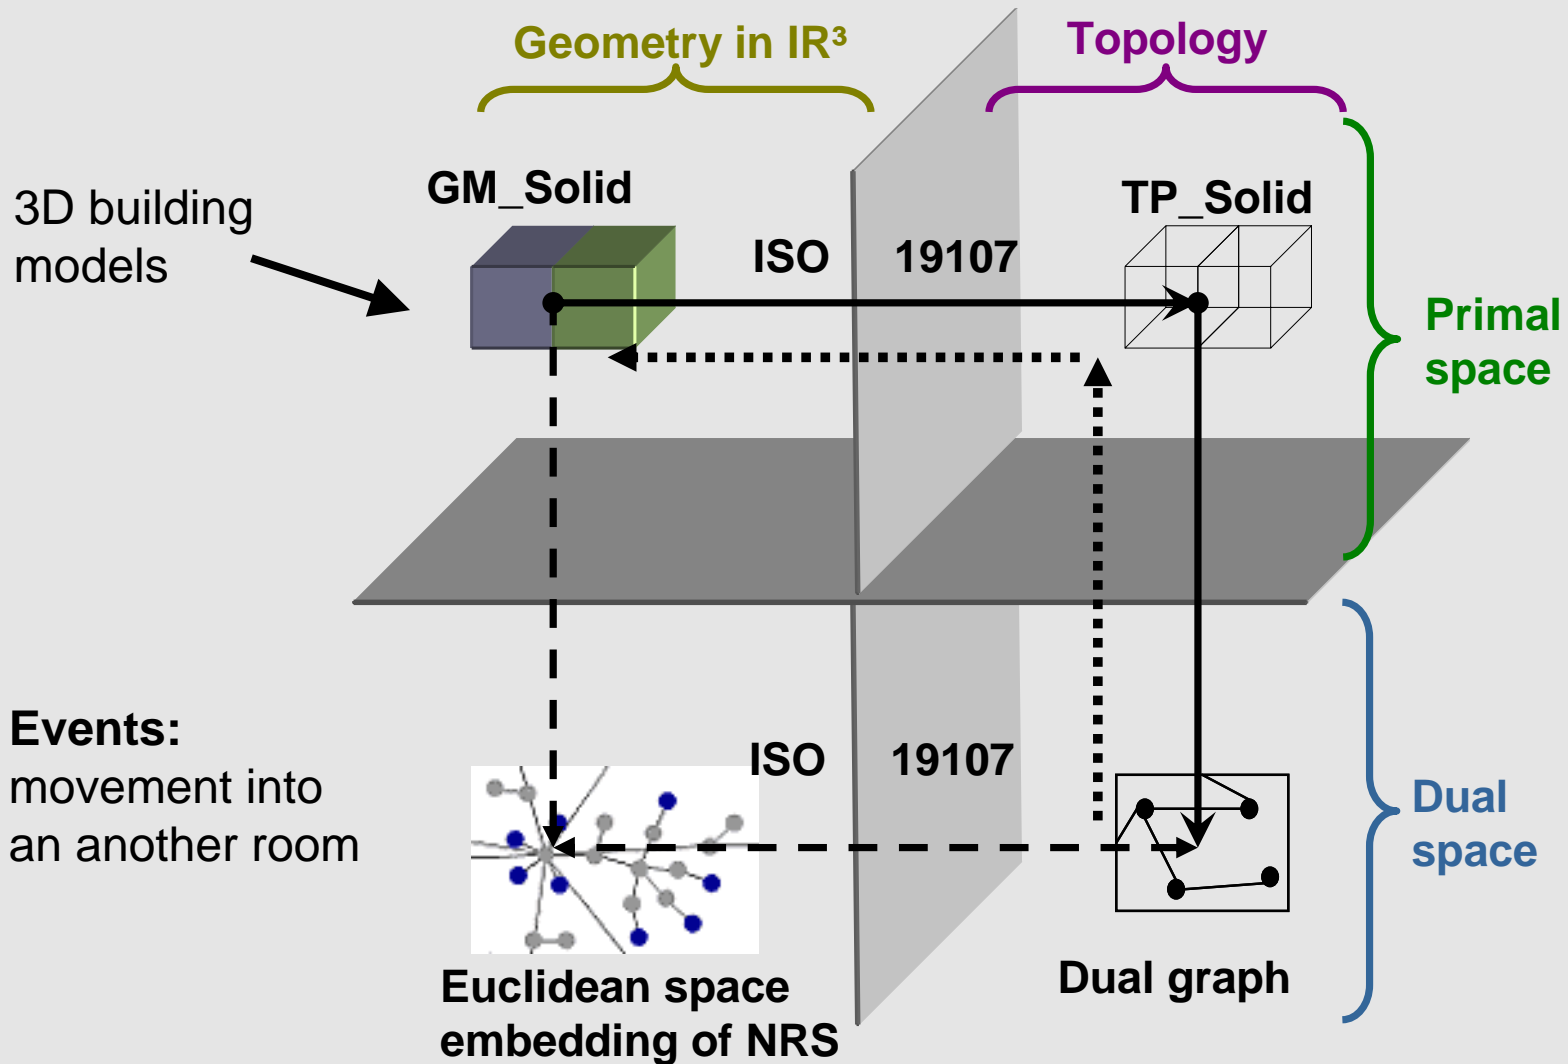 Geometry in IR³
Topology
GM_Solid
TP_Solid
3D building
models
ISO 19107
Primal
space
Events:
movement into
an another room
ISO 19107
Dual
space
Euclidean space
embedding of NRS
Dual graph